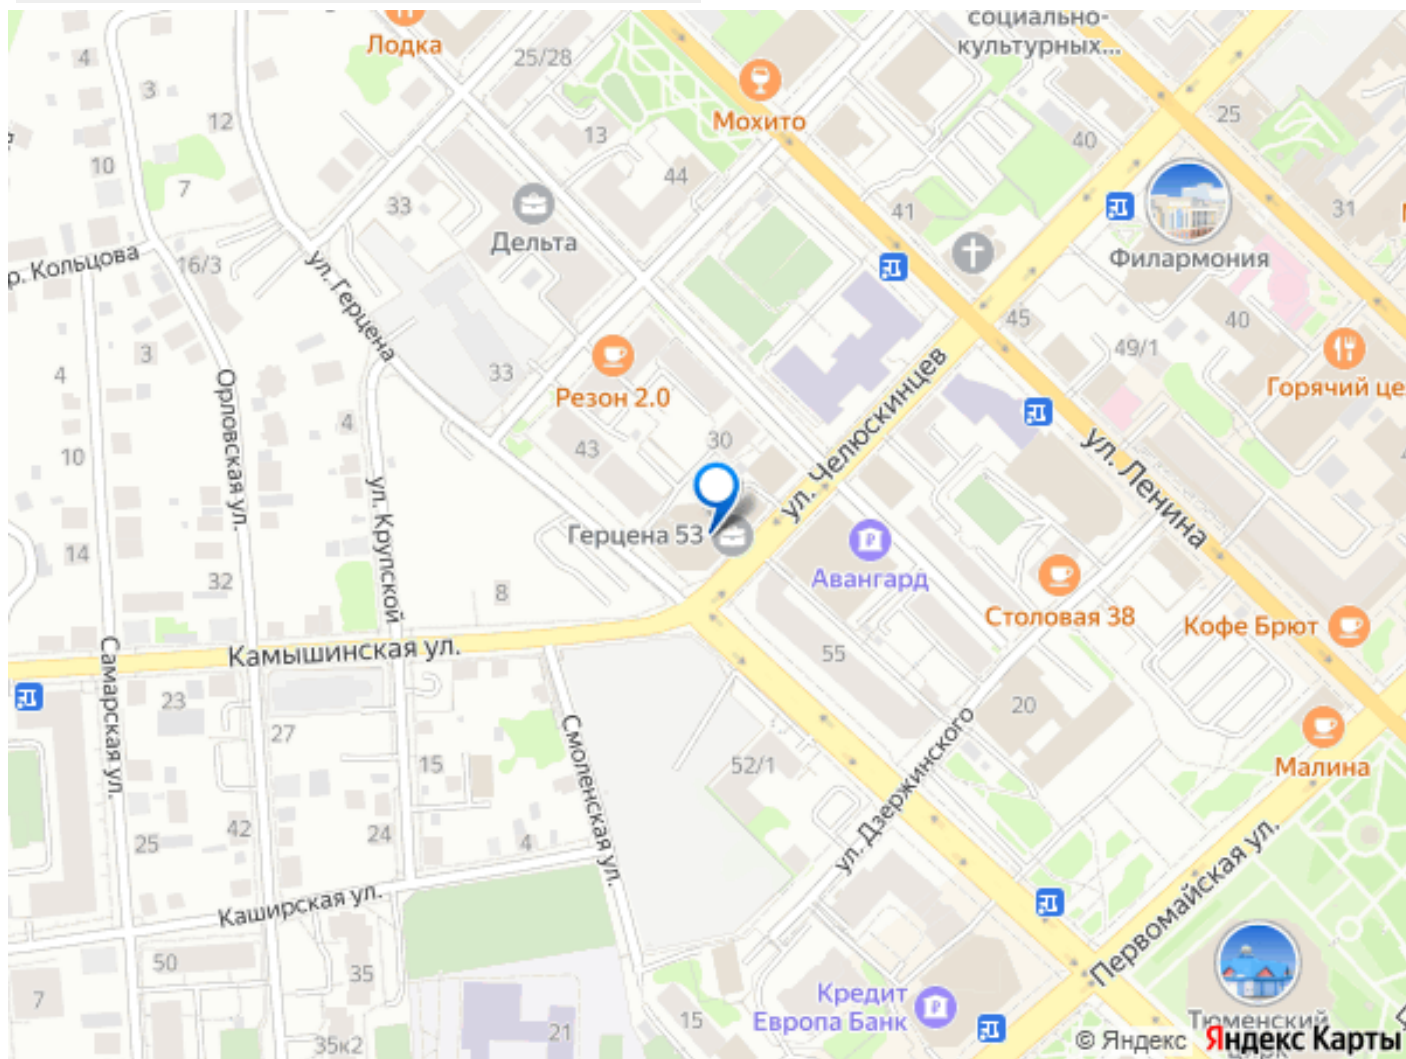 социально-
культурных...
Лодка
25/28
4
3
12
Мохито
25
13
40
10
7
44
33
41
31
Дельта
Филармония
р. Кольцова
16/3
ул. Герцена
45
40
49/1
3
4
33
Резон 2.0
Горячий це
Орловская ул.
4
43
30
ул. Челюскинцев
ул. Ленина
10
ул. Крупской
Герцена 53
Авангард
14
32
8
Столовая 38
Кофе Брют
Камышинская ул.
55
Самарская ул.
23
27
20
Смоленская ул.
15
52/1
ул. Дзержинского
Малина
42
24
25
4
Первомайская ул.
Каширская ул.
50
35
7
Кредит
Европа Банк
15
21
35к2
Тюменский
© Яндекс Яндекс Карты